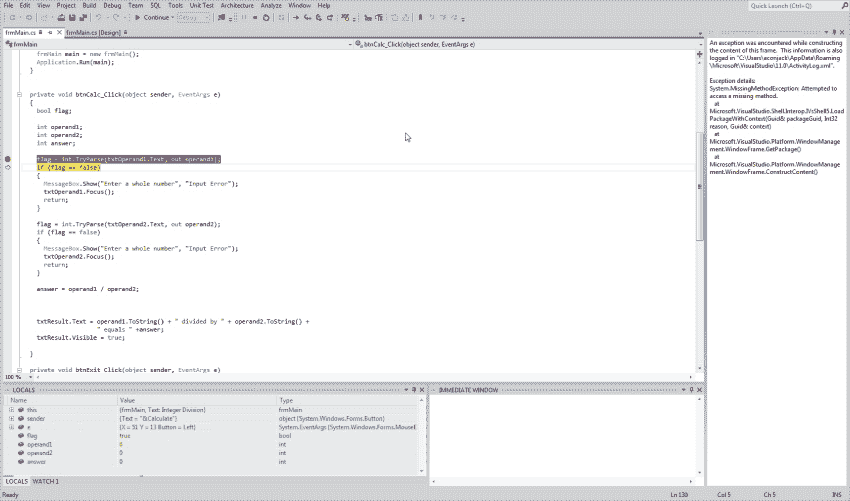 File Edit View Project Build Debug Team SQL Tools Unit Test Architecture Analyze Window Help
Quick Launch (Ctrl+Q)
Continue Debug
frmMain.cs frmMain.cs [Design]
frmMain btnCalc_Click(object sender, EventArgs e)
frmMain main = new frmMain();
Application.Run(main);
}
private void btnCalc_Click(object sender, EventArgs e)
{
bool flag;
int operand1;
int operand2;
int answer;
flag = int.TryParse(txtOperand1.Text, out operand1);
if (flag == false)
{
MessageBox.Show("Enter a whole number", "Input Error");
txtOperand1.Focus();
return;
}
flag = int.TryParse(txtOperand2.Text, out operand2);
if (flag == false)
{
MessageBox.Show("Enter a whole number", "Input Error");
txtOperand2.Focus();
return;
}
answer = operand1 / operand2;
txtResult.Text = operand1.ToString() + " divided by " + operand2.ToString() +
" equals " +answer;
txtResult.Visible = true;
}
private void btnExit_Click(object sender, EventArgs e)
100 %
An exception was encountered while constructing
the content of this frame. This information is also
logged in "C:\Users\aconjack\AppData\Roaming
\Microsoft\VisualStudio\11.0\ActivityLog.xml".
Exception details:
System.MissingMethodException: Attempted to
access a missing method.
at
Microsoft.VisualStudio.Shell.Interop.IVsShell5.Load
PackageWithContext(Guid& packageGuid, Int32
reason, Guid& context)
at
Microsoft.VisualStudio.Platform.WindowManage
ment.WindowFrame.GetPackage()
at
Microsoft.VisualStudio.Platform.WindowManage
ment.WindowFrame.ConstructContent()
LOCALS
Name Value Type
this {frmMain, Text: Integer Division} frmMain
sender {Text = "&Calculate"} object {System.Windows.Forms.Button}
e {X = 51 Y = 13 Button = Left} System.EventArgs {System.Windows.Forms.MouseE
flag true bool
operand1 int
operand2 0 int
answer 0 int
LOCALS WATCH 1
IMMEDIATE WINDOW
Ready Ln 130 Col 5 Ch 5 INS